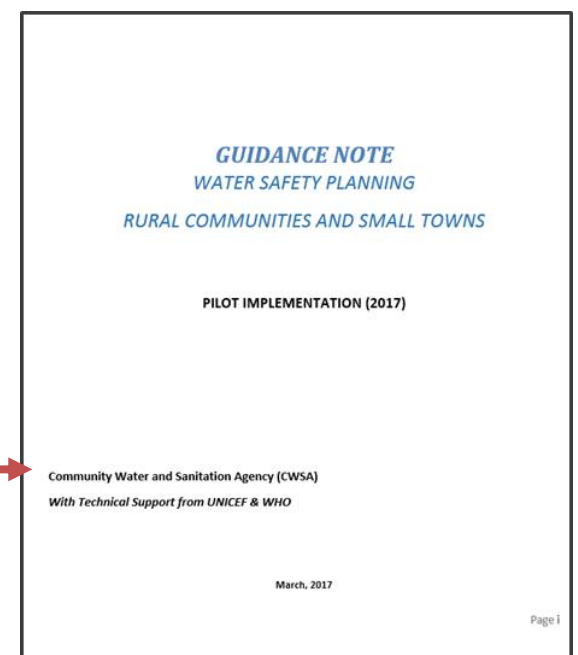 GUIDANCE NOTE
WATER SAFETY PLANNING
RURAL COMMUNITIES AND SMALL TOWNS
PILOT IMPLEMENTATION (2017)
Community Water and Sanitation Agency (CWSA)
With Technical Support from UNICEF & WHO
March, 2017
Page i